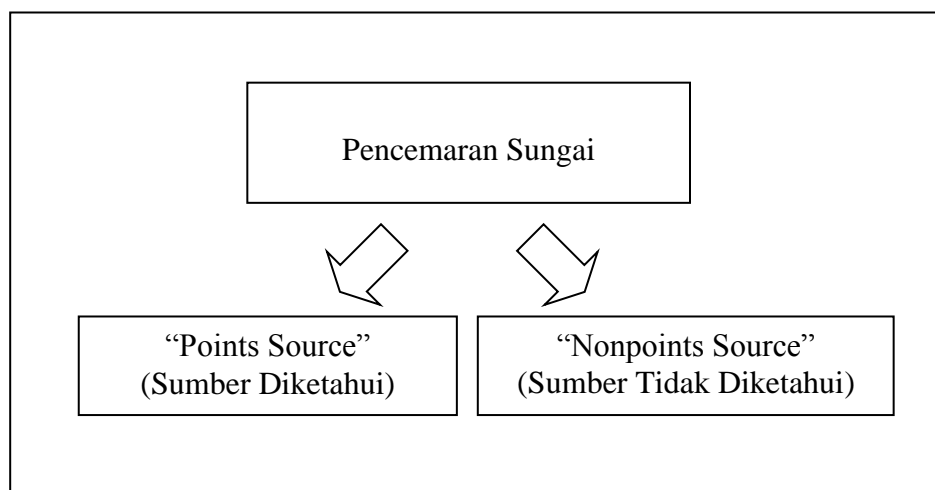 Pencemaran Sungai
“Points Source”
(Sumber Diketahui)
“Nonpoints Source”
(Sumber Tidak Diketahui)